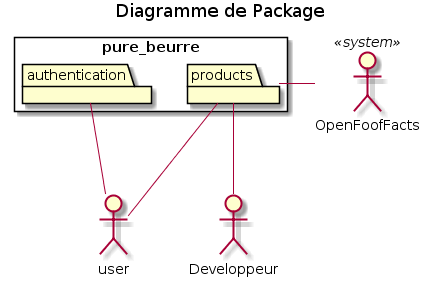 Diagramme de Package
pure_beurre
«system»
authentication
products
OpenFoofFacts
user
Developpeur